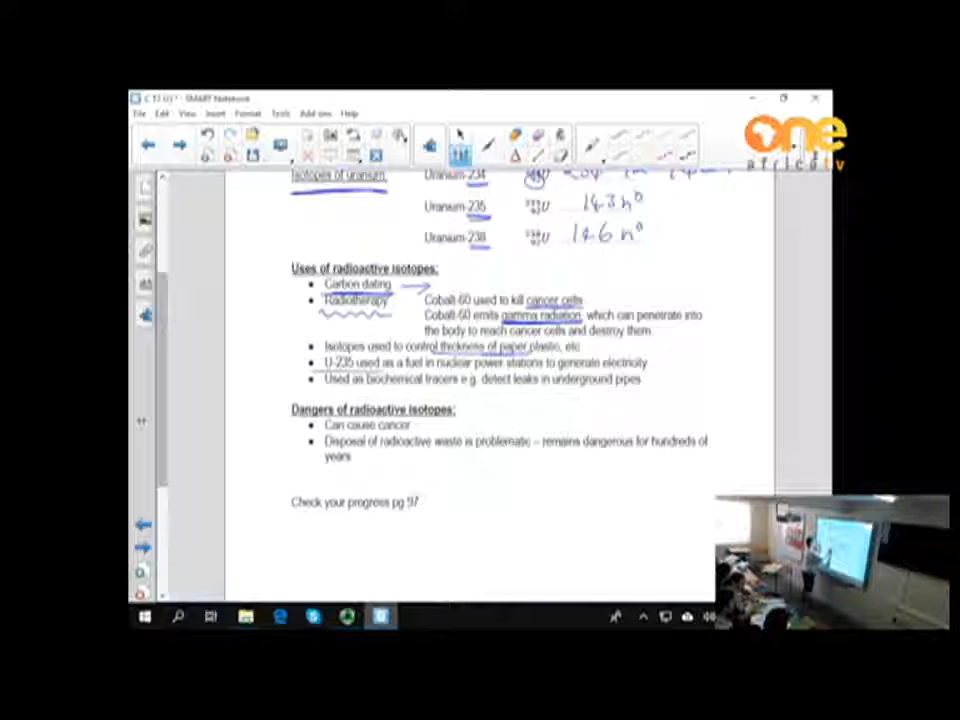 one
africa tv
SMART Notebook
File Edit View Insert Format Tools Add-ons Help
Isotopes of uranium
Uranium-234
Uranium-235 U 143 n⁰
Uranium-238 U 146 n⁰
Uses of radioactive isotopes:
• Carbon dating →
• Radiotherapy Cobalt-60 used to kill cancer cells
Cobalt-60 emits gamma radiation, which can penetrate into
the body to reach cancer cells and destroy them.
• Isotopes used to control thickness of paper, plastic, etc
• U-235 used as a fuel in nuclear power stations to generate electricity
• Used as biochemical tracers e.g. detect leaks in underground pipes
Dangers of radioactive isotopes:
• Can cause cancer
• Disposal of radioactive waste is problematic – remains dangerous for hundreds of
years
Check your progress pg 97